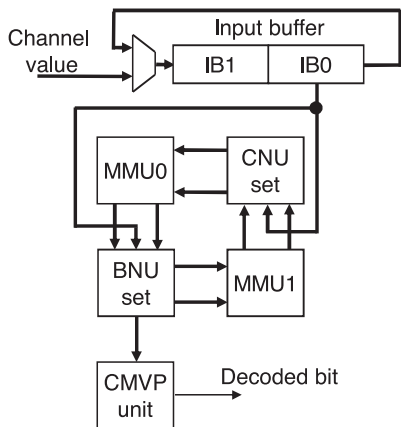 Channel
value
Input buffer
IB1
IB0
MMU0
CNU
set
BNU
set
MMU1
CMVP
unit
Decoded bit